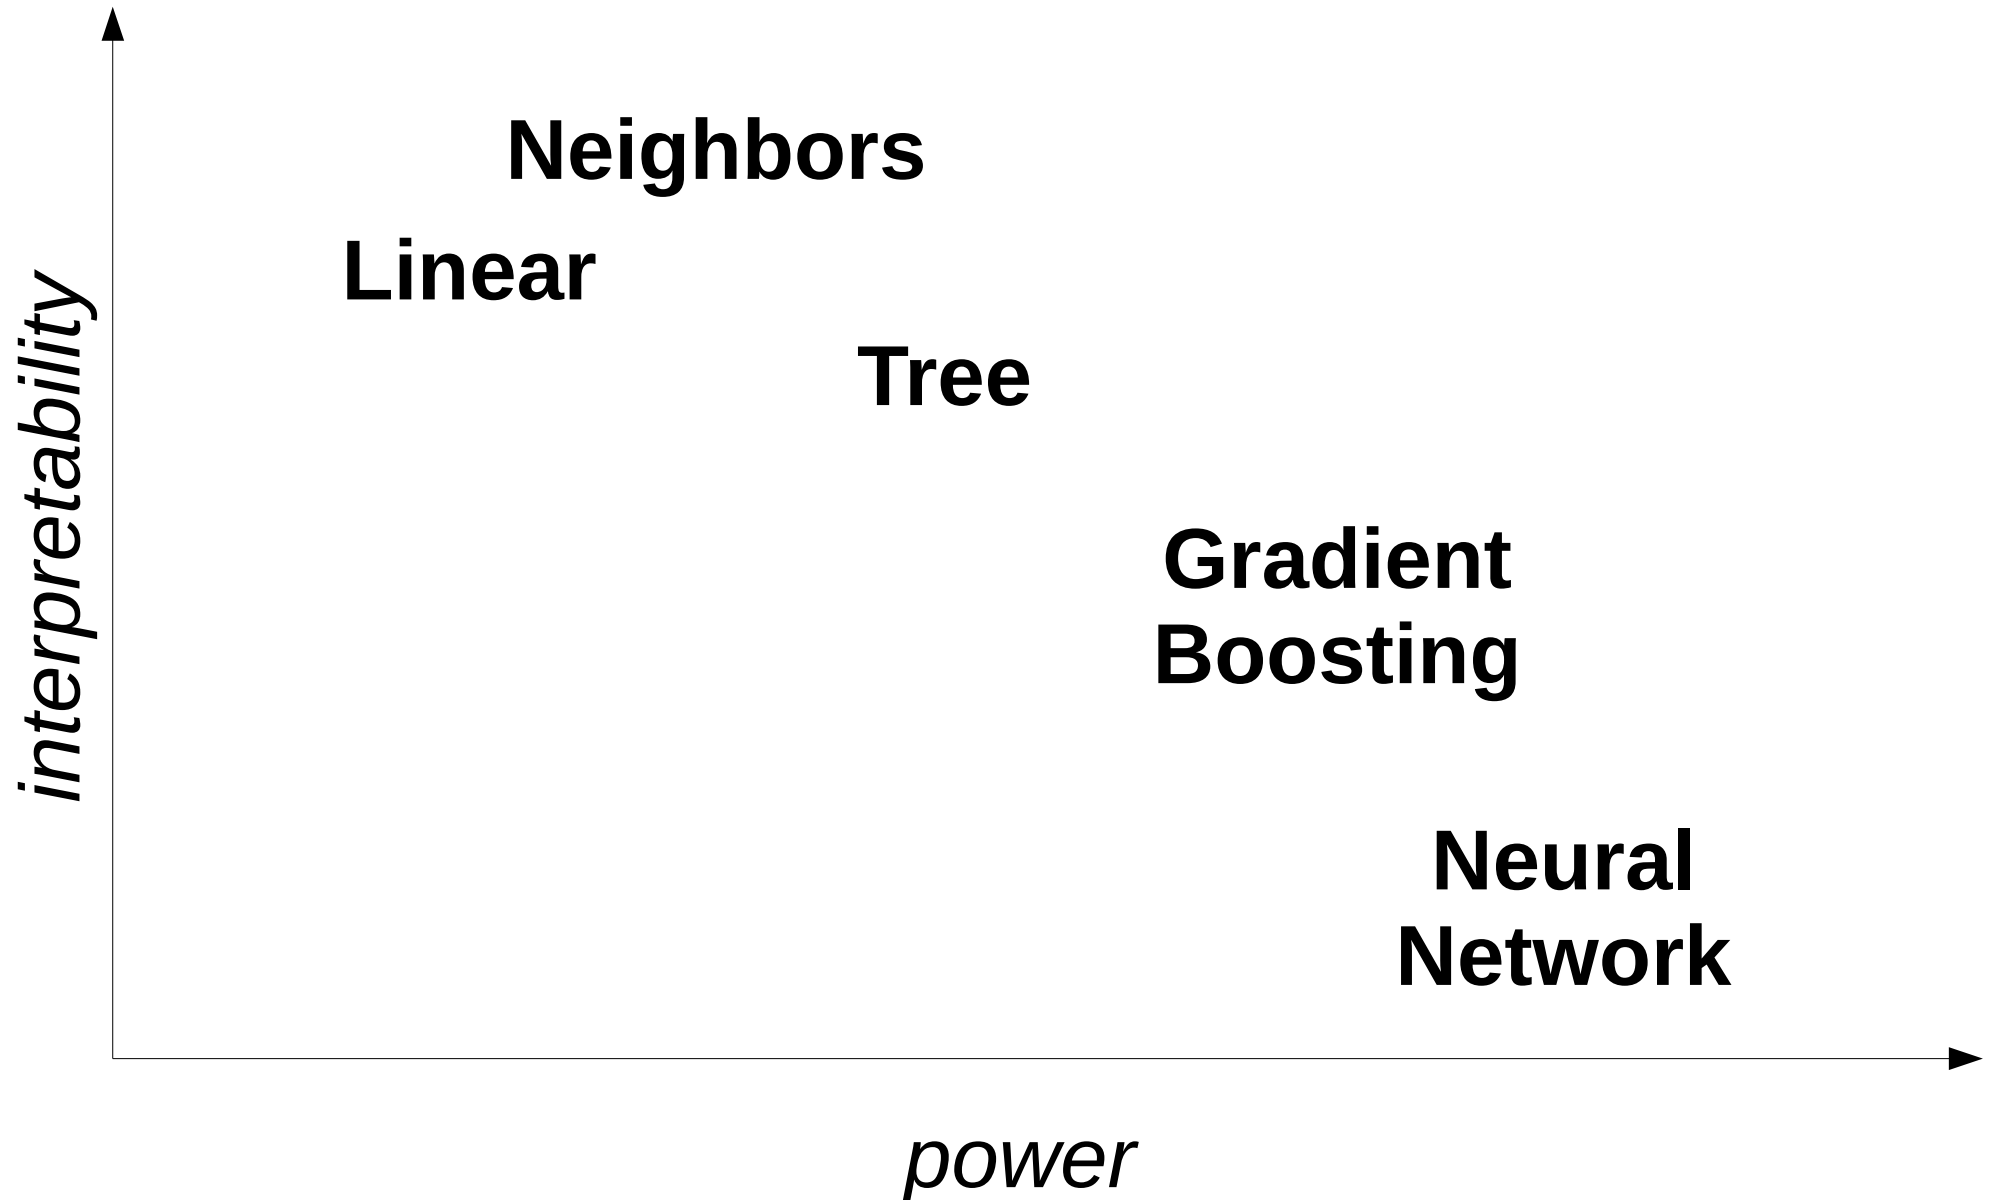 Neighbors
Linear
Tree
Gradient
Boosting
Neural
Network
interpretability
power